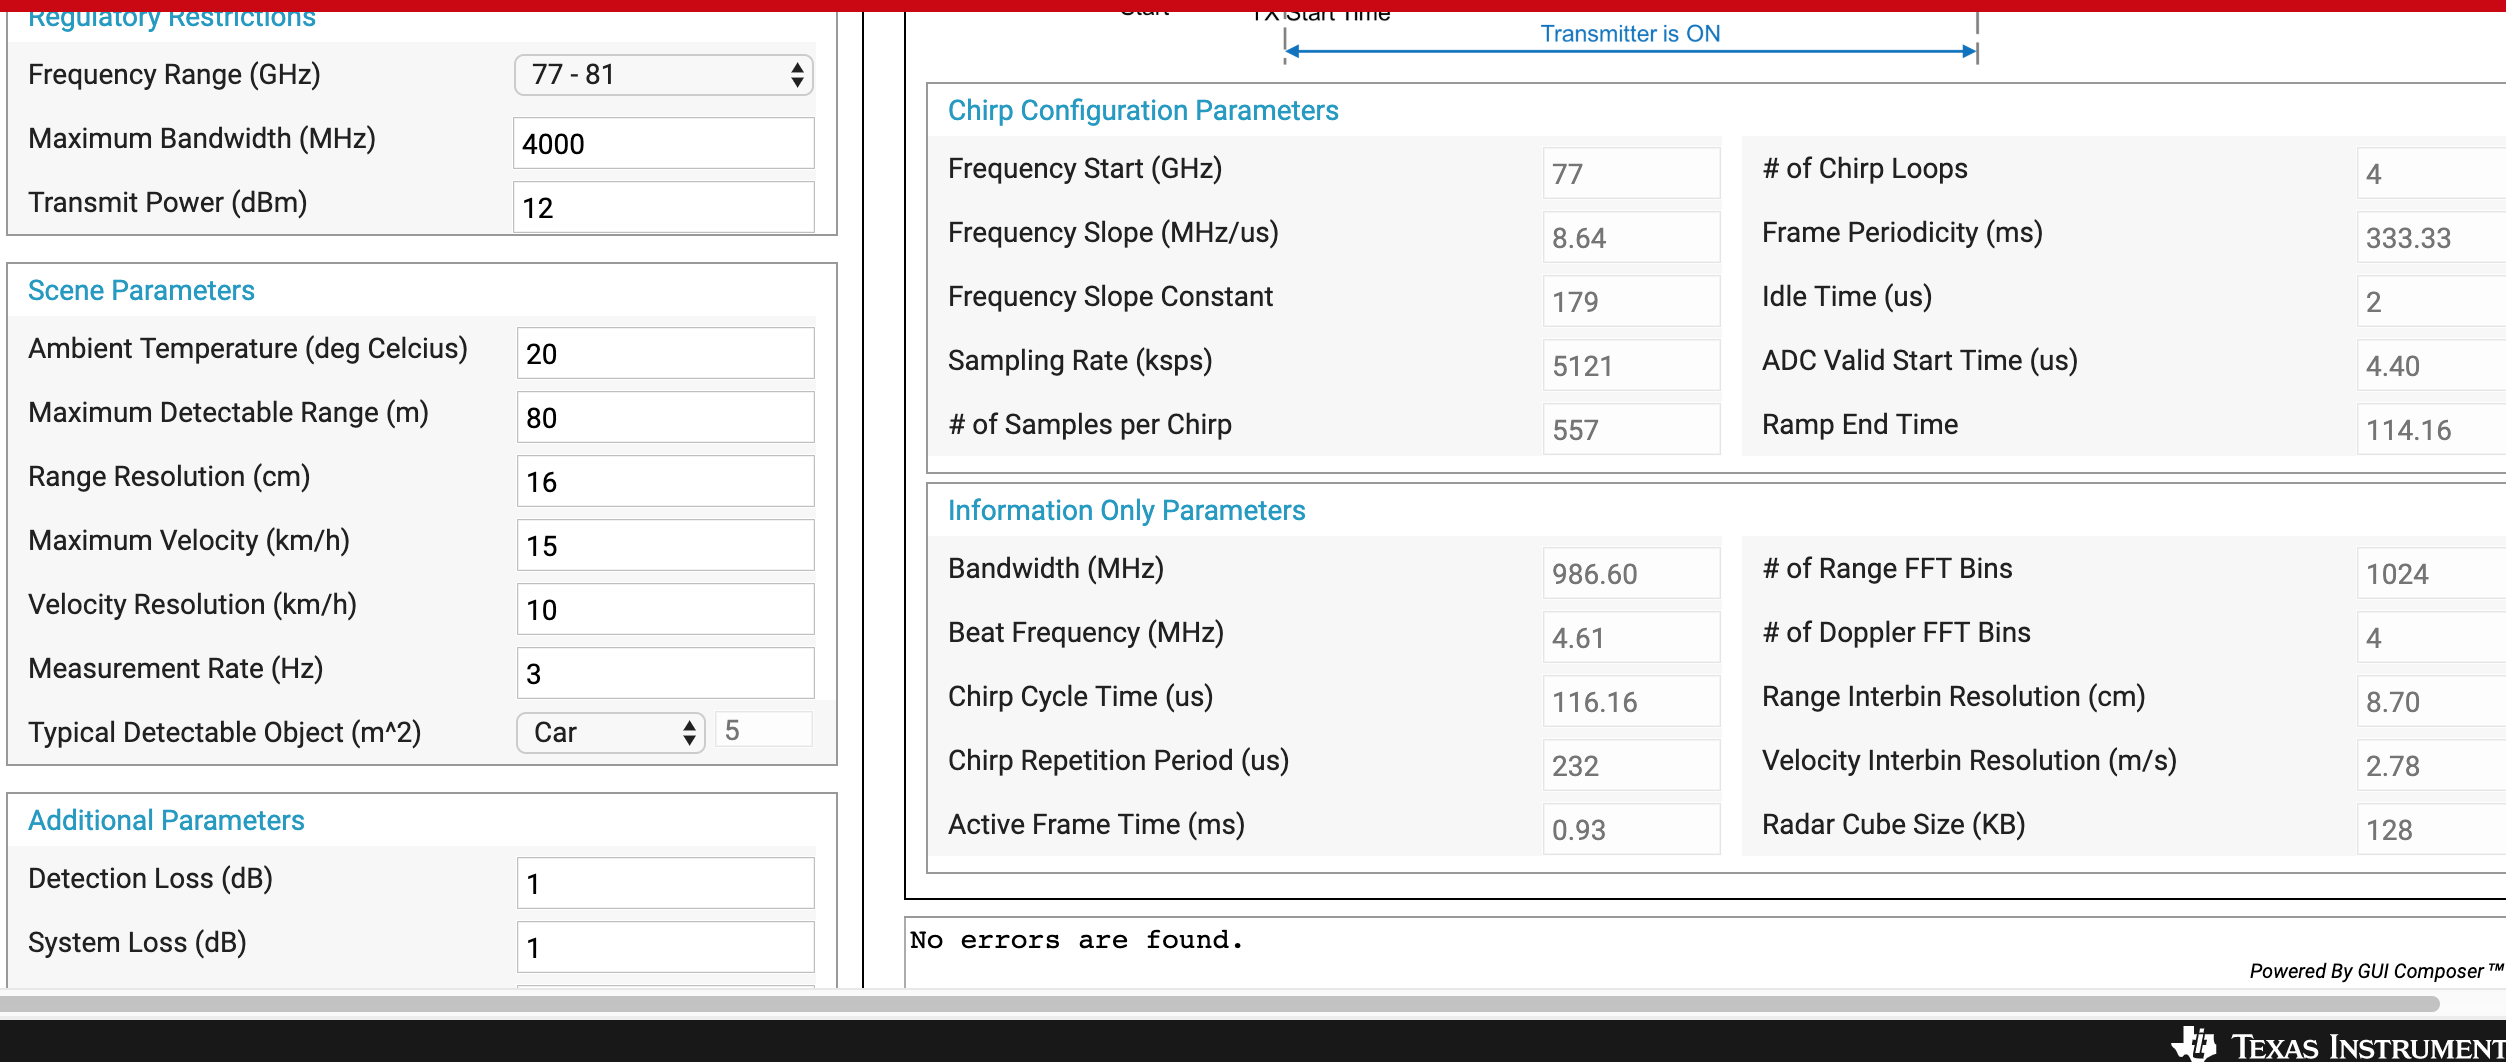 Regulatory Restrictions
Frequency Range (GHz)
77 - 81
Maximum Bandwidth (MHz)
4000
Transmit Power (dBm)
12
Scene Parameters
Ambient Temperature (deg Celcius)
20
Maximum Detectable Range (m)
80
Range Resolution (cm)
16
Maximum Velocity (km/h)
15
Velocity Resolution (km/h)
10
Measurement Rate (Hz)
3
Typical Detectable Object (m^2)
Car
5
Additional Parameters
Detection Loss (dB)
1
System Loss (dB)
1
Start
TX Start Time
Transmitter is ON
Chirp Configuration Parameters
Frequency Start (GHz)
77
Frequency Slope (MHz/us)
8.64
Frequency Slope Constant
179
Sampling Rate (ksps)
5121
# of Samples per Chirp
557
# of Chirp Loops
4
Frame Periodicity (ms)
333.33
Idle Time (us)
2
ADC Valid Start Time (us)
4.40
Ramp End Time
114.16
Information Only Parameters
Bandwidth (MHz)
986.60
Beat Frequency (MHz)
4.61
Chirp Cycle Time (us)
116.16
Chirp Repetition Period (us)
232
Active Frame Time (ms)
0.93
# of Range FFT Bins
1024
# of Doppler FFT Bins
4
Range Interbin Resolution (cm)
8.70
Velocity Interbin Resolution (m/s)
2.78
Radar Cube Size (KB)
128
No errors are found.
Powered By GUI Composer™
TEXAS INSTRUMENT